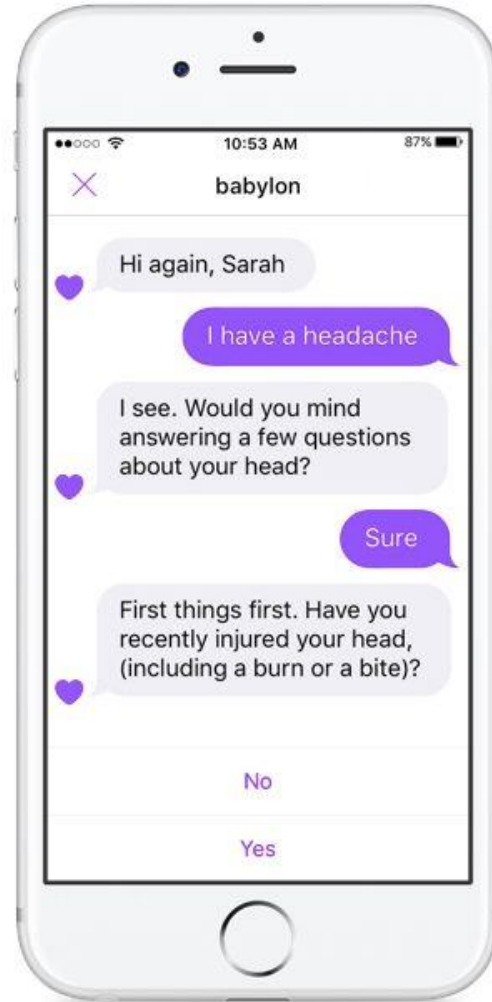 10:53 AM
87%
babylon
Hi again, Sarah
I have a headache
I see. Would you mind
answering a few questions
about your head?
Sure
First things first. Have you
recently injured your head,
(including a burn or a bite)?
No
Yes